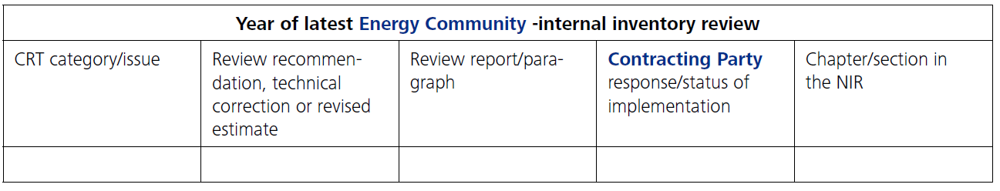 Year of latest Energy Community -internal inventory review
CRT category/issue
Review recommen-
dation, technical
correction or revised
estimate
Review report/para-
graph
Contracting Party
response/status of
implementation
Chapter/section in
the NIR